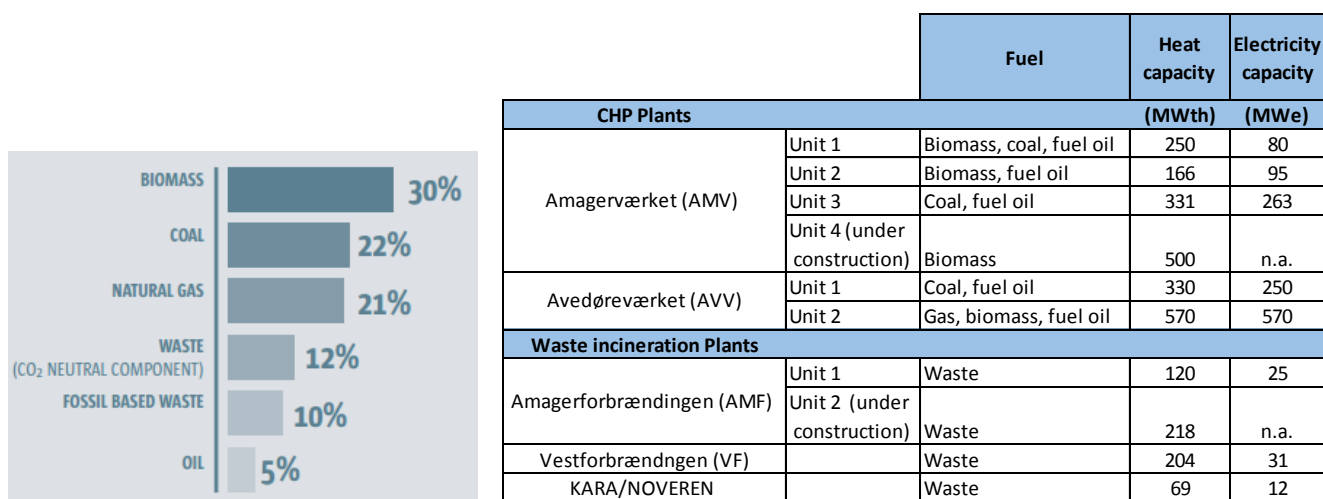 BIOMASS 30%
COAL 22%
NATURAL GAS 21%
WASTE
(CO₂ NEUTRAL COMPONENT) 12%
FOSSIL BASED WASTE 10%
OIL 5%
Fuel Heat capacity Electricity capacity
CHP Plants (MWth) (MWe)
Amagerværket (AMV)
Unit 1 Biomass, coal, fuel oil 250 80
Unit 2 Biomass, fuel oil 166 95
Unit 3 Coal, fuel oil 331 263
Unit 4 (under
construction) Biomass 500 n.a.
Avedøreværket (AVV)
Unit 1 Coal, fuel oil 330 250
Unit 2 Gas, biomass, fuel oil 570 570
Waste incineration Plants
Amagerforbrændingen (AMF)
Unit 1 Waste 120 25
Unit 2 (under
construction) Waste 218 n.a.
Vestforbrændngen (VF) Waste 204 31
KARA/NOVEREN Waste 69 12